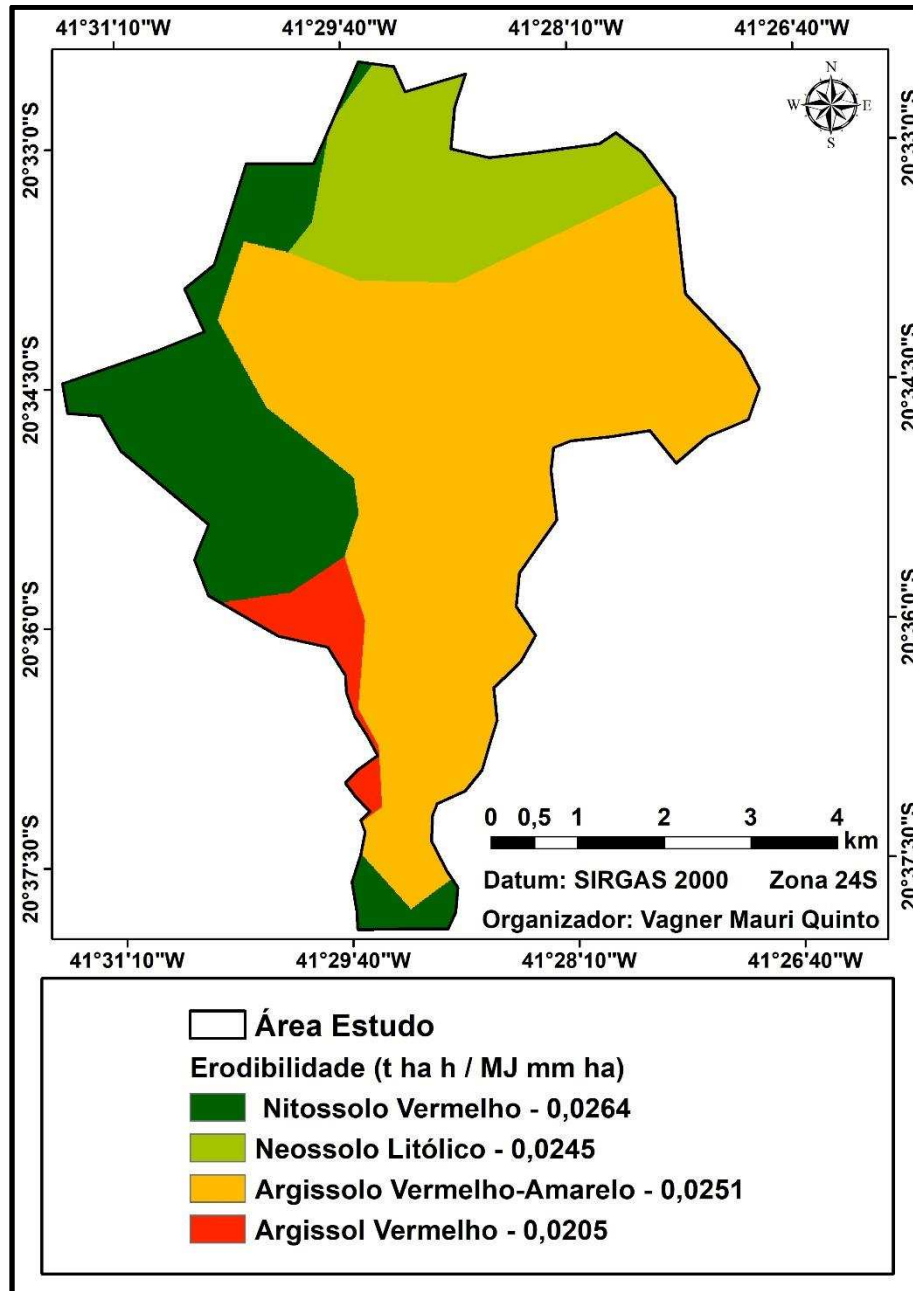 41°31'10"W 41°29'40"W 41°28'10"W 41°26'40"W
N
W E
S
20°33'0"S 20°33'0"S
20°34'30"S 20°34'30"S
20°36'0"S 20°36'0"S
20°37'30"S 20°37'30"S
0 0,5 1 2 3 4
km
Datum: SIRGAS 2000 Zona 24S
Organizador: Vagner Mauri Quinto
41°31'10"W 41°29'40"W 41°28'10"W 41°26'40"W
Área Estudo
Erodibilidade (t ha h / MJ mm ha)
Nitossolo Vermelho - 0,0264
Neossolo Litólico - 0,0245
Argissolo Vermelho-Amarelo - 0,0251
Argissol Vermelho - 0,0205